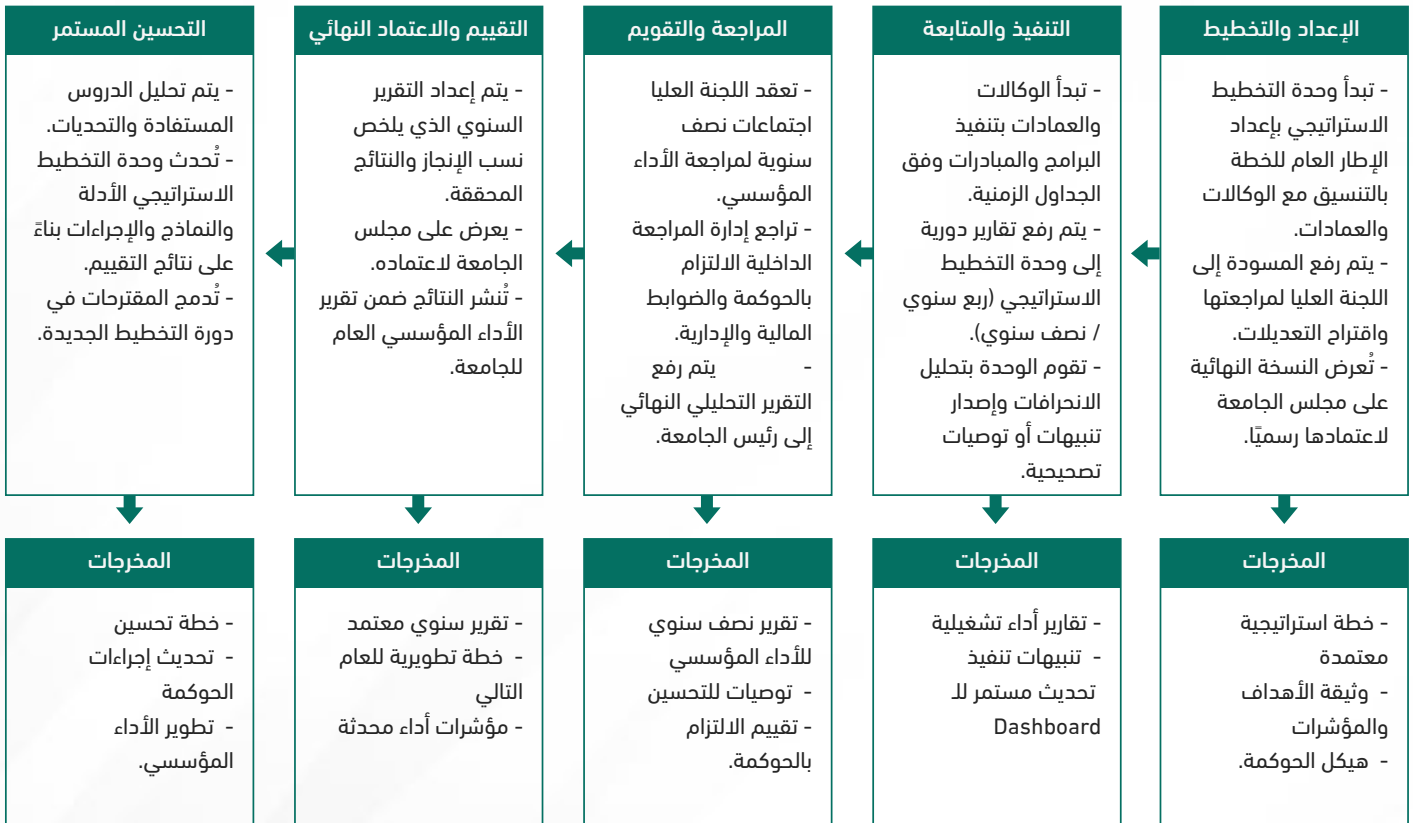 الإعداد والتخطيط
- تبدأ وحدة التخطيط
الاستراتيجي بإعداد
الإطار العام للخطة
بالتنسيق مع الوكالات
والعمادات.
- يتم رفع المسودة إلى
اللجنة العليا لمراجعتها
واقتراح التعديلات.
- تُعرض النسخة النهائية
على مجلس الجامعة
لاعتمادها رسميًا.
التنفيذ والمتابعة
- تبدأ الوكالات
والعمادات بتنفيذ
البرامج والمبادرات وفق
الجداول الزمنية.
- يتم رفع تقارير دورية
إلى وحدة التخطيط
الاستراتيجي (ربع سنوي
/ نصف سنوي).
- تقوم الوحدة بتحليل
الانحرافات وإصدار
تنبيهات أو توصيات
تصحيحية.
المراجعة والتقويم
- تعقد اللجنة العليا
اجتماعات نصف
سنوية لمراجعة الأداء
المؤسسي.
- تراجع إدارة المراجعة
الداخلية الالتزام
بالحوكمة والضوابط
المالية والإدارية.
- يتم رفع
التقرير التحليلي النهائي
إلى رئيس الجامعة.
التقييم والاعتماد النهائي
- يتم إعداد التقرير
السنوي الذي يلخص
نسب الإنجاز والنتائج
المحققة.
- يعرض على مجلس
الجامعة لاعتماده.
- تُنشر النتائج ضمن تقرير
الأداء المؤسسي العام
للجامعة.
التحسين المستمر
- يتم تحليل الدروس
المستفادة والتحديات.
- تُحدث وحدة التخطيط
الاستراتيجي الأدلة
والنماذج والإجراءات بناءً
على نتائج التقييم.
- تُدمج المقترحات في
دورة التخطيط الجديدة.
المخرجات
- خطة استراتيجية
معتمدة
- وثيقة الأهداف
والمؤشرات
- هيكل الحوكمة.
المخرجات
- تقارير أداء تشغيلية
- تنبيهات تنفيذ
تحديث مستمر للـ
Dashboard
المخرجات
- تقرير نصف سنوي
للأداء المؤسسي
- توصيات للتحسين
- تقييم الالتزام
بالحوكمة.
المخرجات
- تقرير سنوي معتمد
- خطة تطويرية للعام
التالي
- مؤشرات أداء محدثة
المخرجات
- خطة تحسين
- تحديث إجراءات
الحوكمة
- تطوير الأداء
المؤسسي.